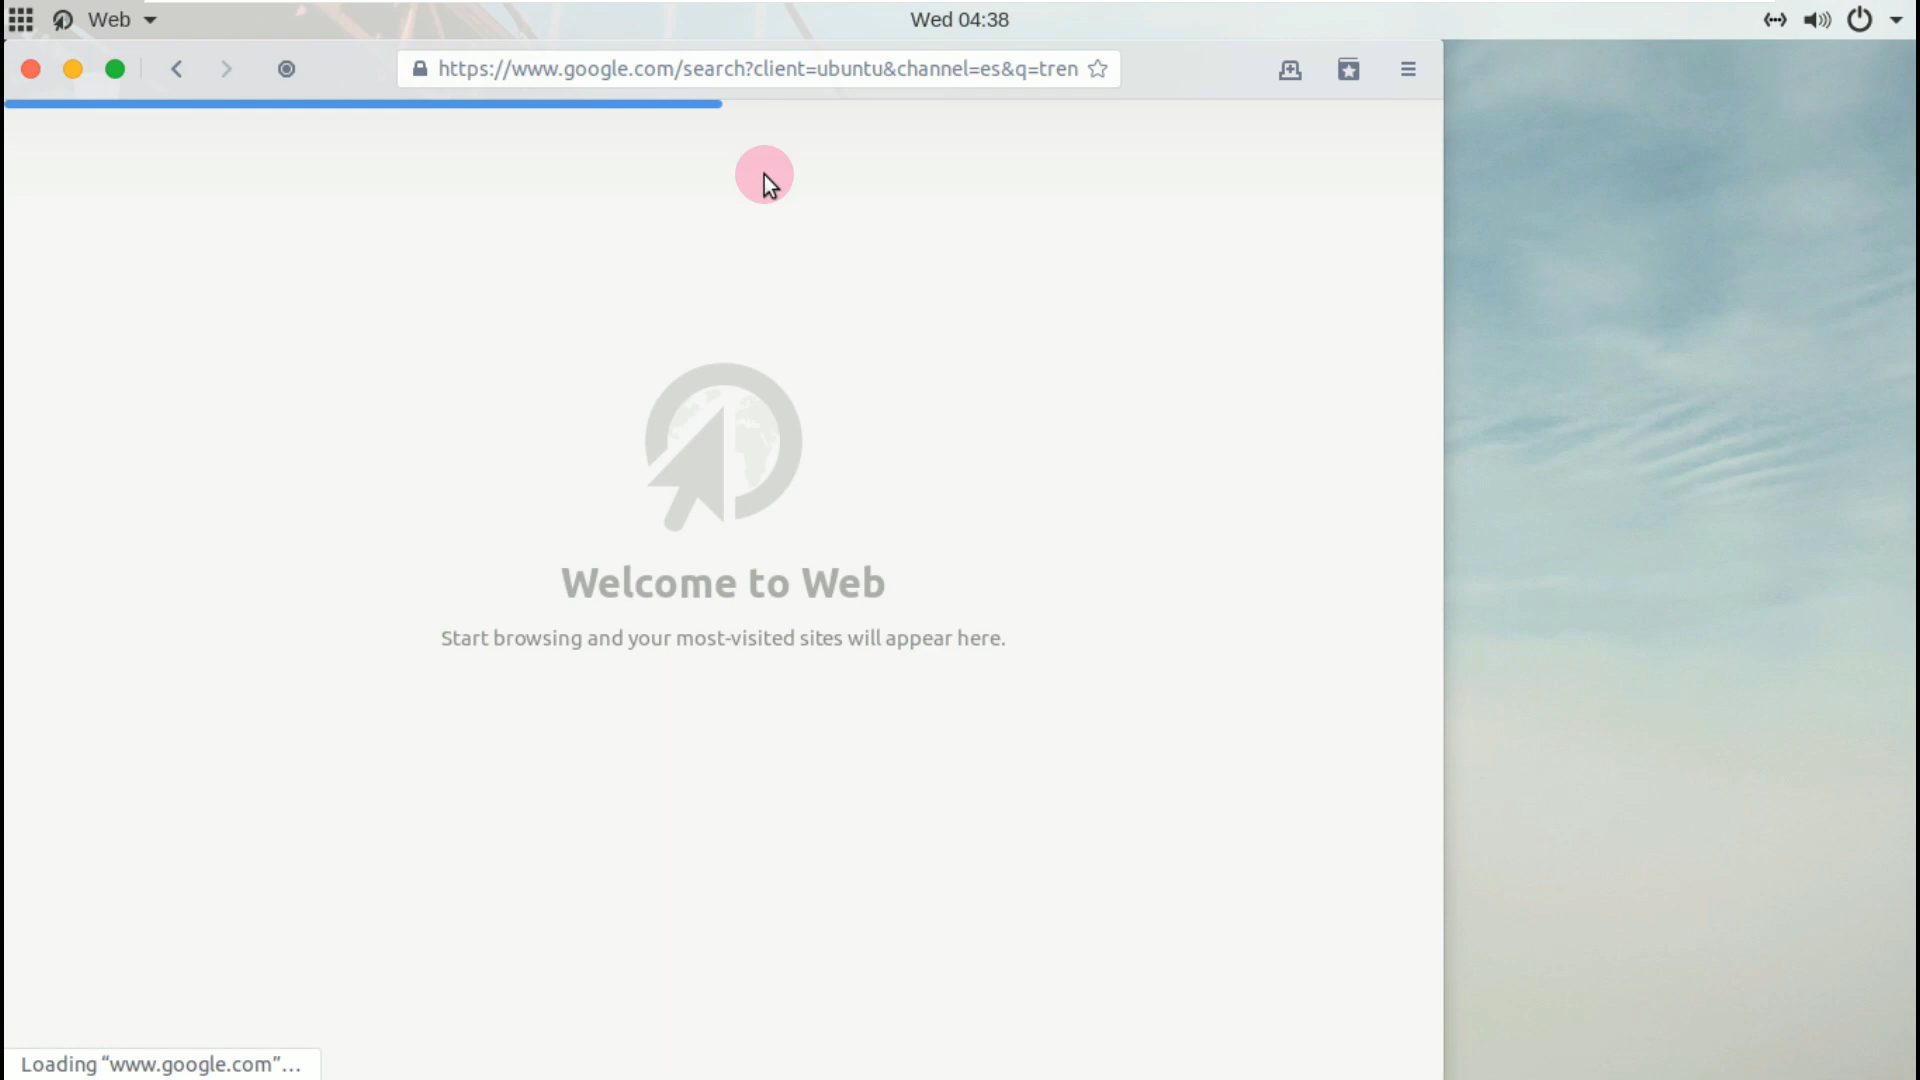 Web
Wed 04:38
https://www.google.com/search?client=ubuntu&channel=es&q=tren
Welcome to Web
Start browsing and your most-visited sites will appear here.
Loading “www.google.com”…